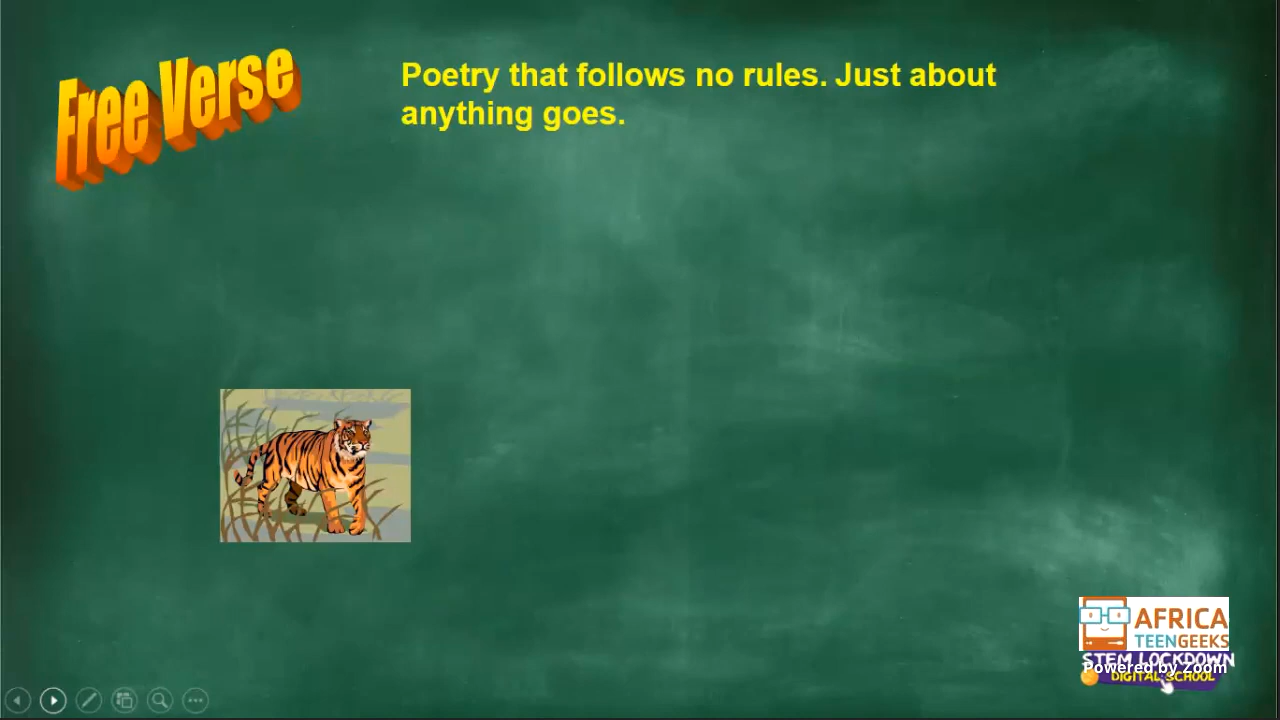 Free Verse
Poetry that follows no rules. Just about
anything goes.
AFRICA
TEENGEEKS
STEM LOCKDOWN
Powered by Zoom
DIGITAL SCHOOL